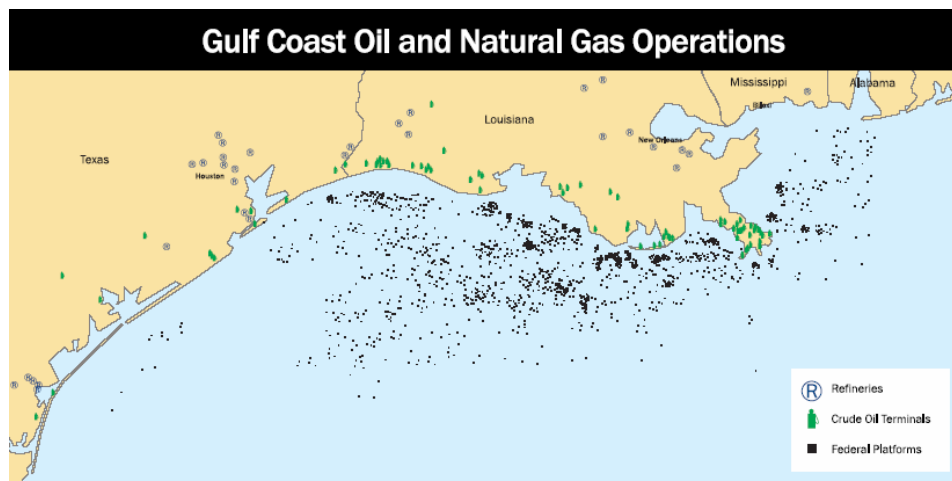 Gulf Coast Oil and Natural Gas Operations
Mississippi
Alabama
Louisiana
New Orleans
Texas
Houston
R Refineries
Crude Oil Terminals
Federal Platforms